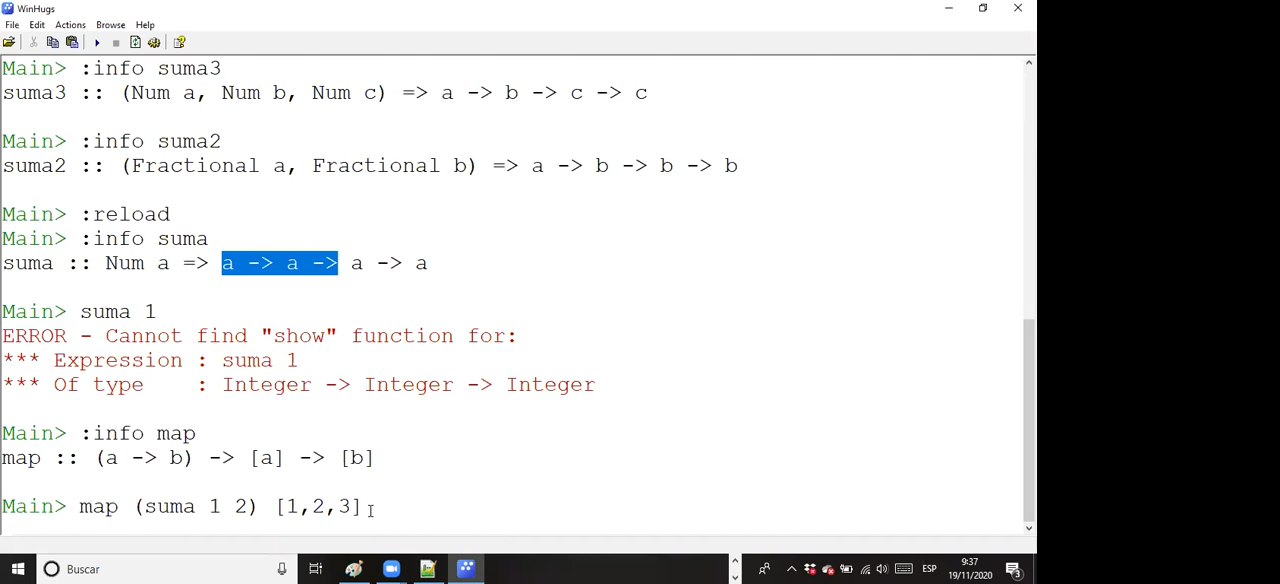 WinHugs
File Edit Actions Browse Help
Main> :info suma3
suma3 :: (Num a, Num b, Num c) => a -> b -> c -> c
Main> :info suma2
suma2 :: (Fractional a, Fractional b) => a -> b -> b -> b
Main> :reload
Main> :info suma
suma :: Num a => a -> a -> a -> a
Main> suma 1
ERROR - Cannot find "show" function for:
*** Expression : suma 1
*** Of type : Integer -> Integer -> Integer
Main> :info map
map :: (a -> b) -> [a] -> [b]
Main> map (suma 1 2) [1,2,3]
Buscar
ESP
9:37
19/11/2020
3